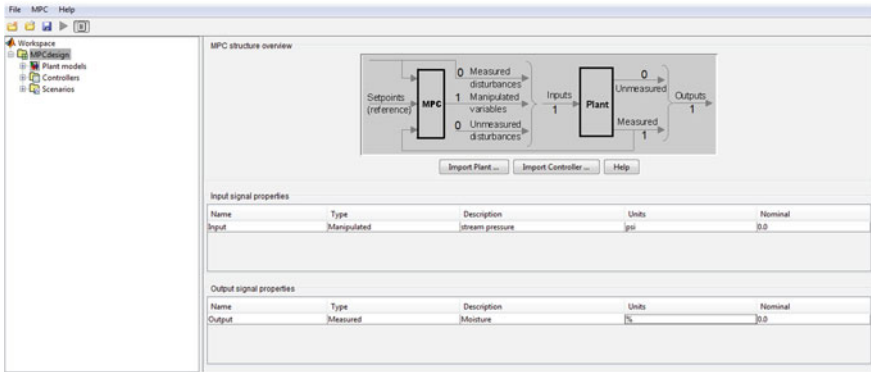 File MPC Help
Workspace
MPCdesign
Plant models
Controllers
Scenarios
MPC structure overview
Setpoints
(reference)
MPC
0 Measured
disturbances
1 Manipulated
variables
0 Unmeasured
disturbances
Inputs
1
Plant
0
Unmeasured
Measured
1
Outputs
1
Import Plant ...
Import Controller ...
Help
Input signal properties
Name Type Description Units Nominal
Input Manipulated stream pressure psi 0.0
Output signal properties
Name Type Description Units Nominal
Output Measured Moisture % 0.0